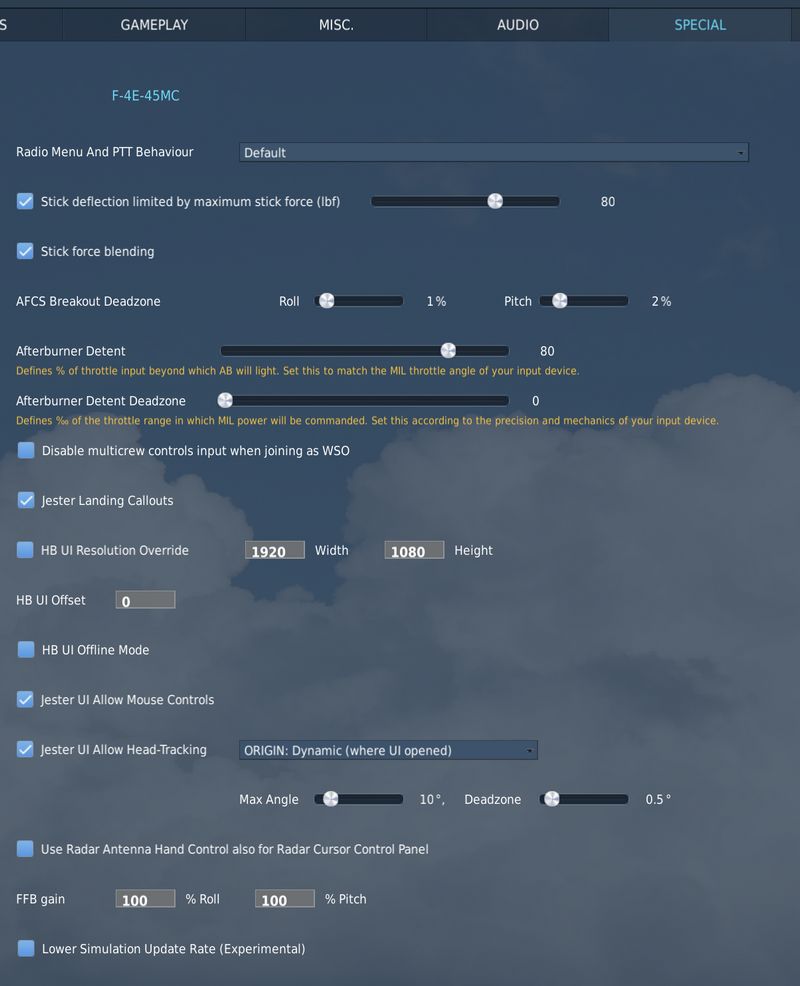 S GAMEPLAY MISC. AUDIO SPECIAL
F-4E-45MC
Radio Menu And PTT Behaviour Default
Stick deflection limited by maximum stick force (lbf) 80
Stick force blending
AFCS Breakout Deadzone Roll 1% Pitch 2%
Afterburner Detent 80
Defines % of throttle input beyond which AB will light. Set this to match the MIL throttle angle of your input device.
Afterburner Detent Deadzone 0
Defines ‰ of the throttle range in which MIL power will be commanded. Set this according to the precision and mechanics of your input device.
Disable multicrew controls input when joining as WSO
Jester Landing Callouts
HB UI Resolution Override 1920 Width 1080 Height
HB UI Offset 0
HB UI Offline Mode
Jester UI Allow Mouse Controls
Jester UI Allow Head-Tracking ORIGIN: Dynamic (where UI opened)
Max Angle 10°, Deadzone 0.5°
Use Radar Antenna Hand Control also for Radar Cursor Control Panel
FFB gain 100 % Roll 100 % Pitch
Lower Simulation Update Rate (Experimental)